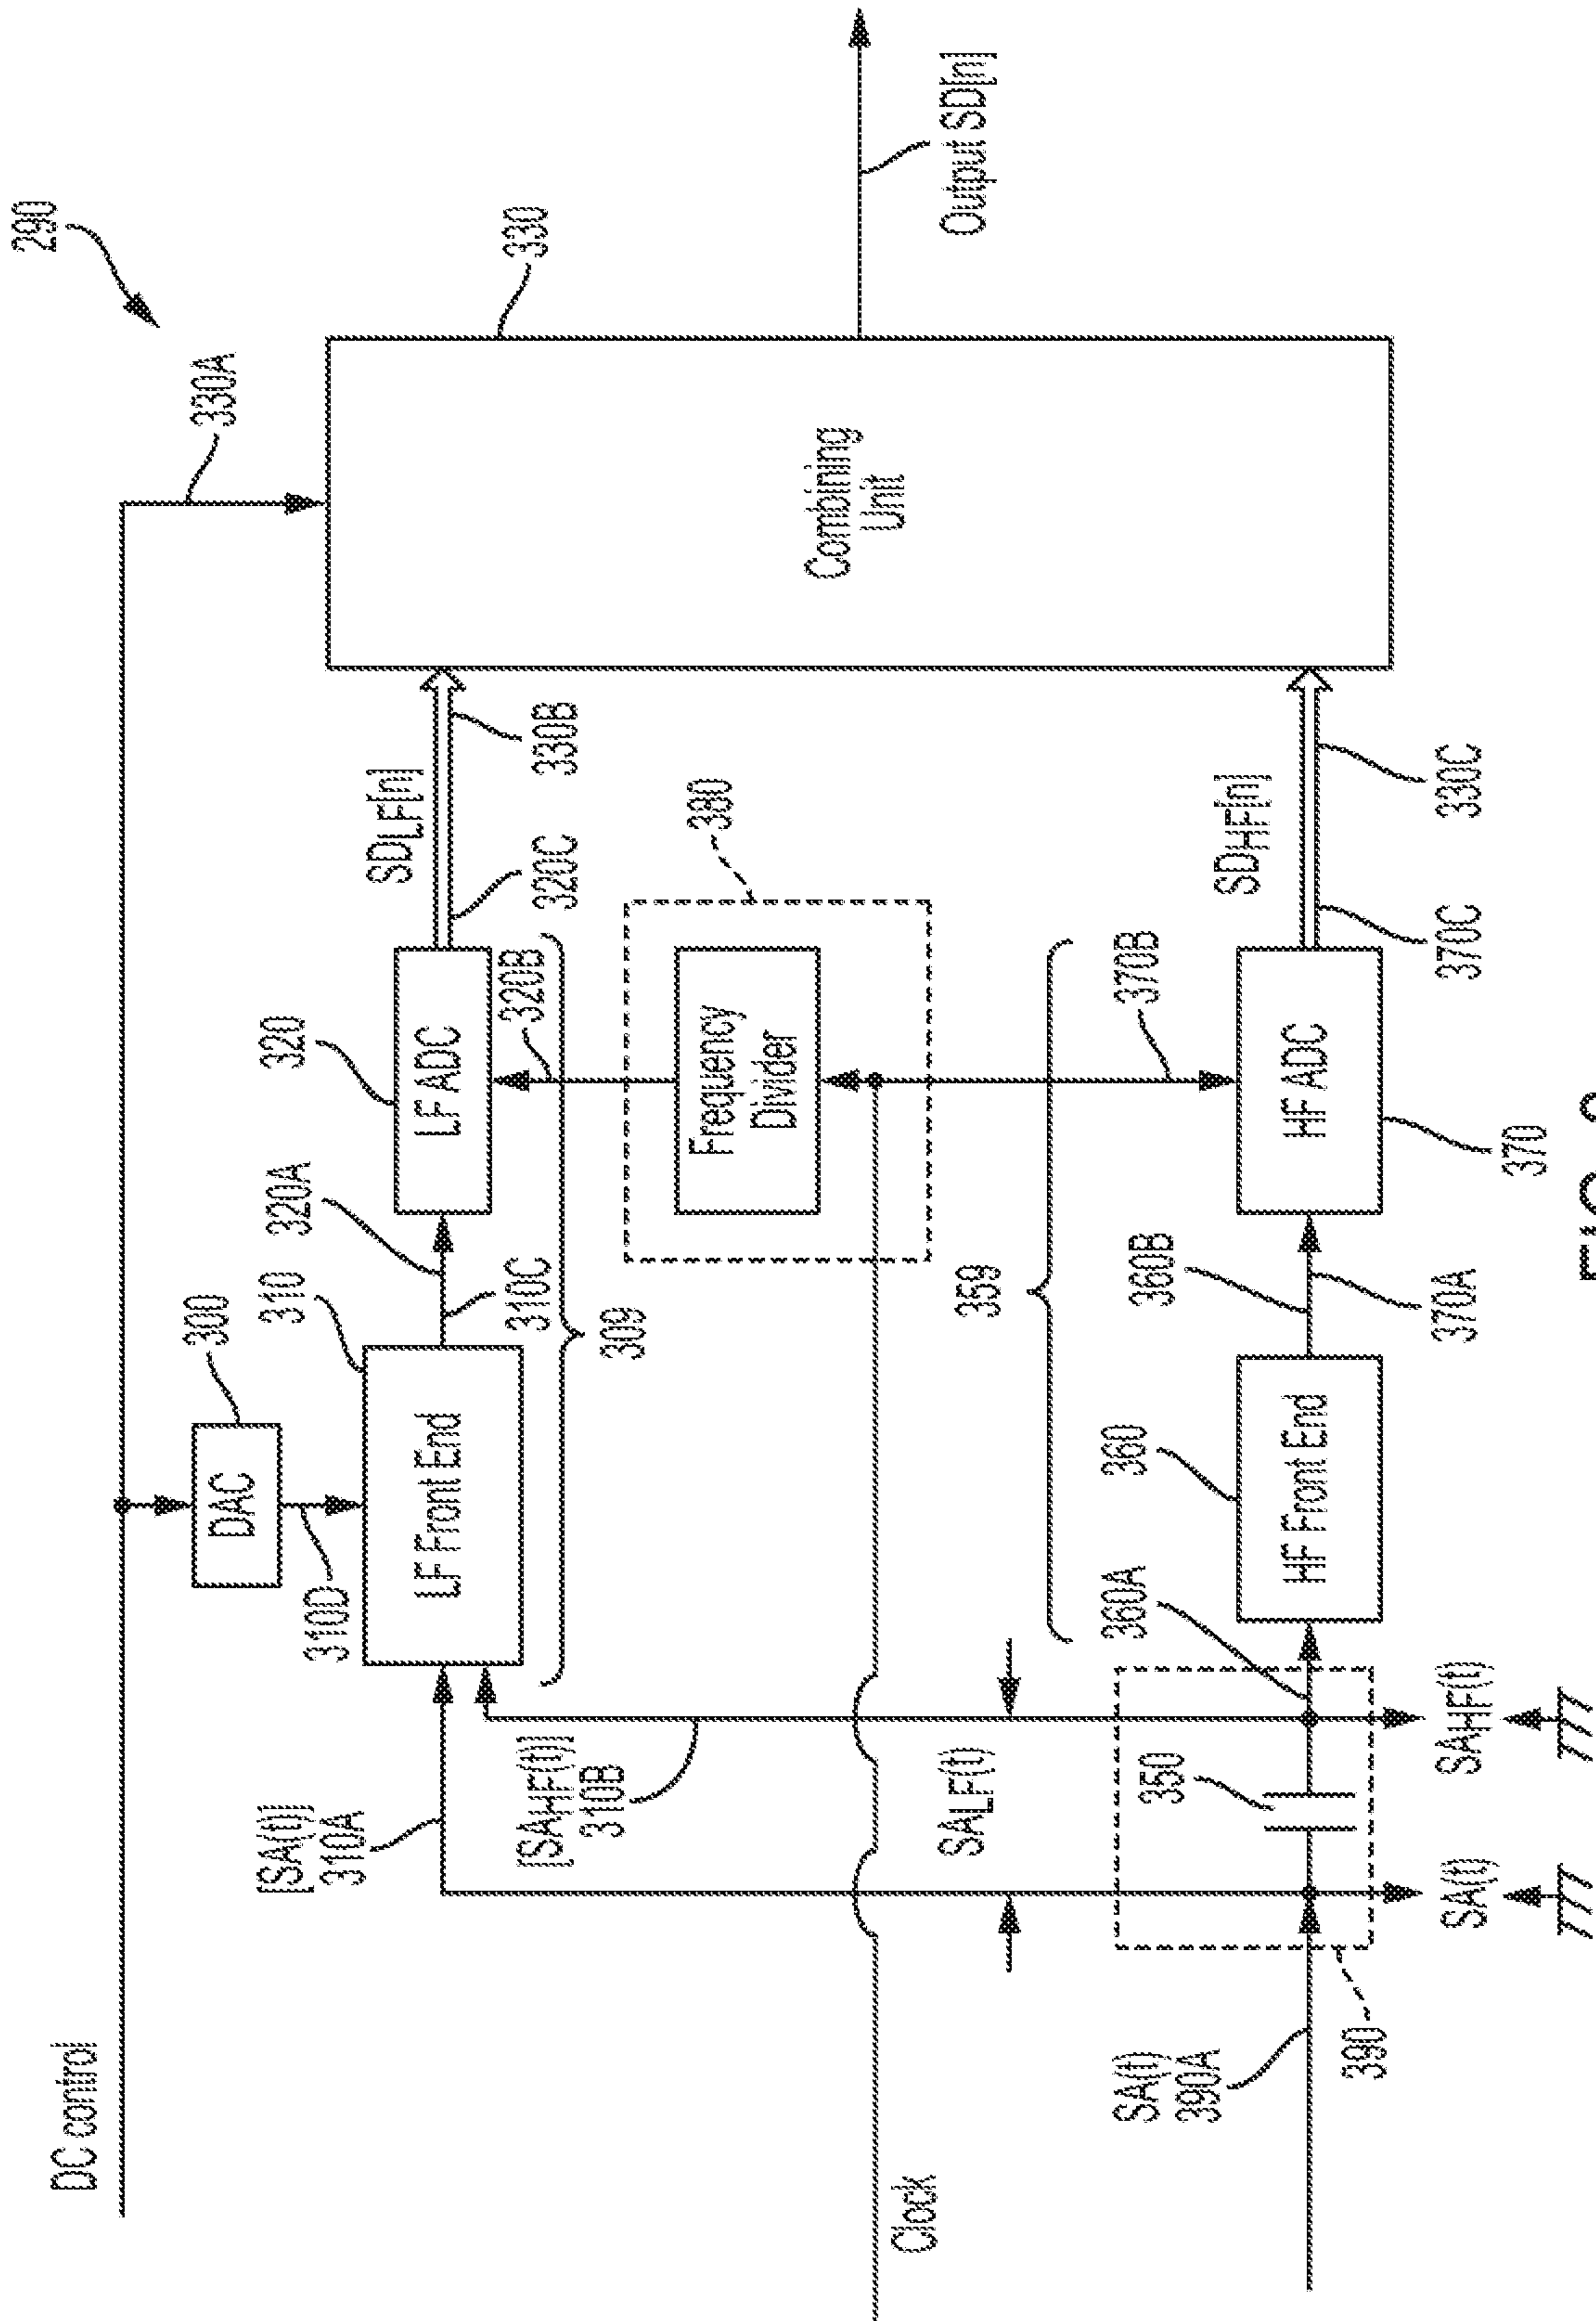 290
DC control
330A
DAC
300
310D
310
LF Front End
[SA(t)]
310A
[SAHF(t)]
310B
310C
320A
320
LF ADC
320B
320C
SDLF[n]
330B
330
Combining
Unit
Output SD[n]
309
380
Frequency
Divider
Clock
SALF(t)
359
370B
SA(t)
390A
390
350
360A
360
HF Front End
360B
370A
HF ADC
370
370C
SDHF[n]
330C
SA(t)
SAHF(t)